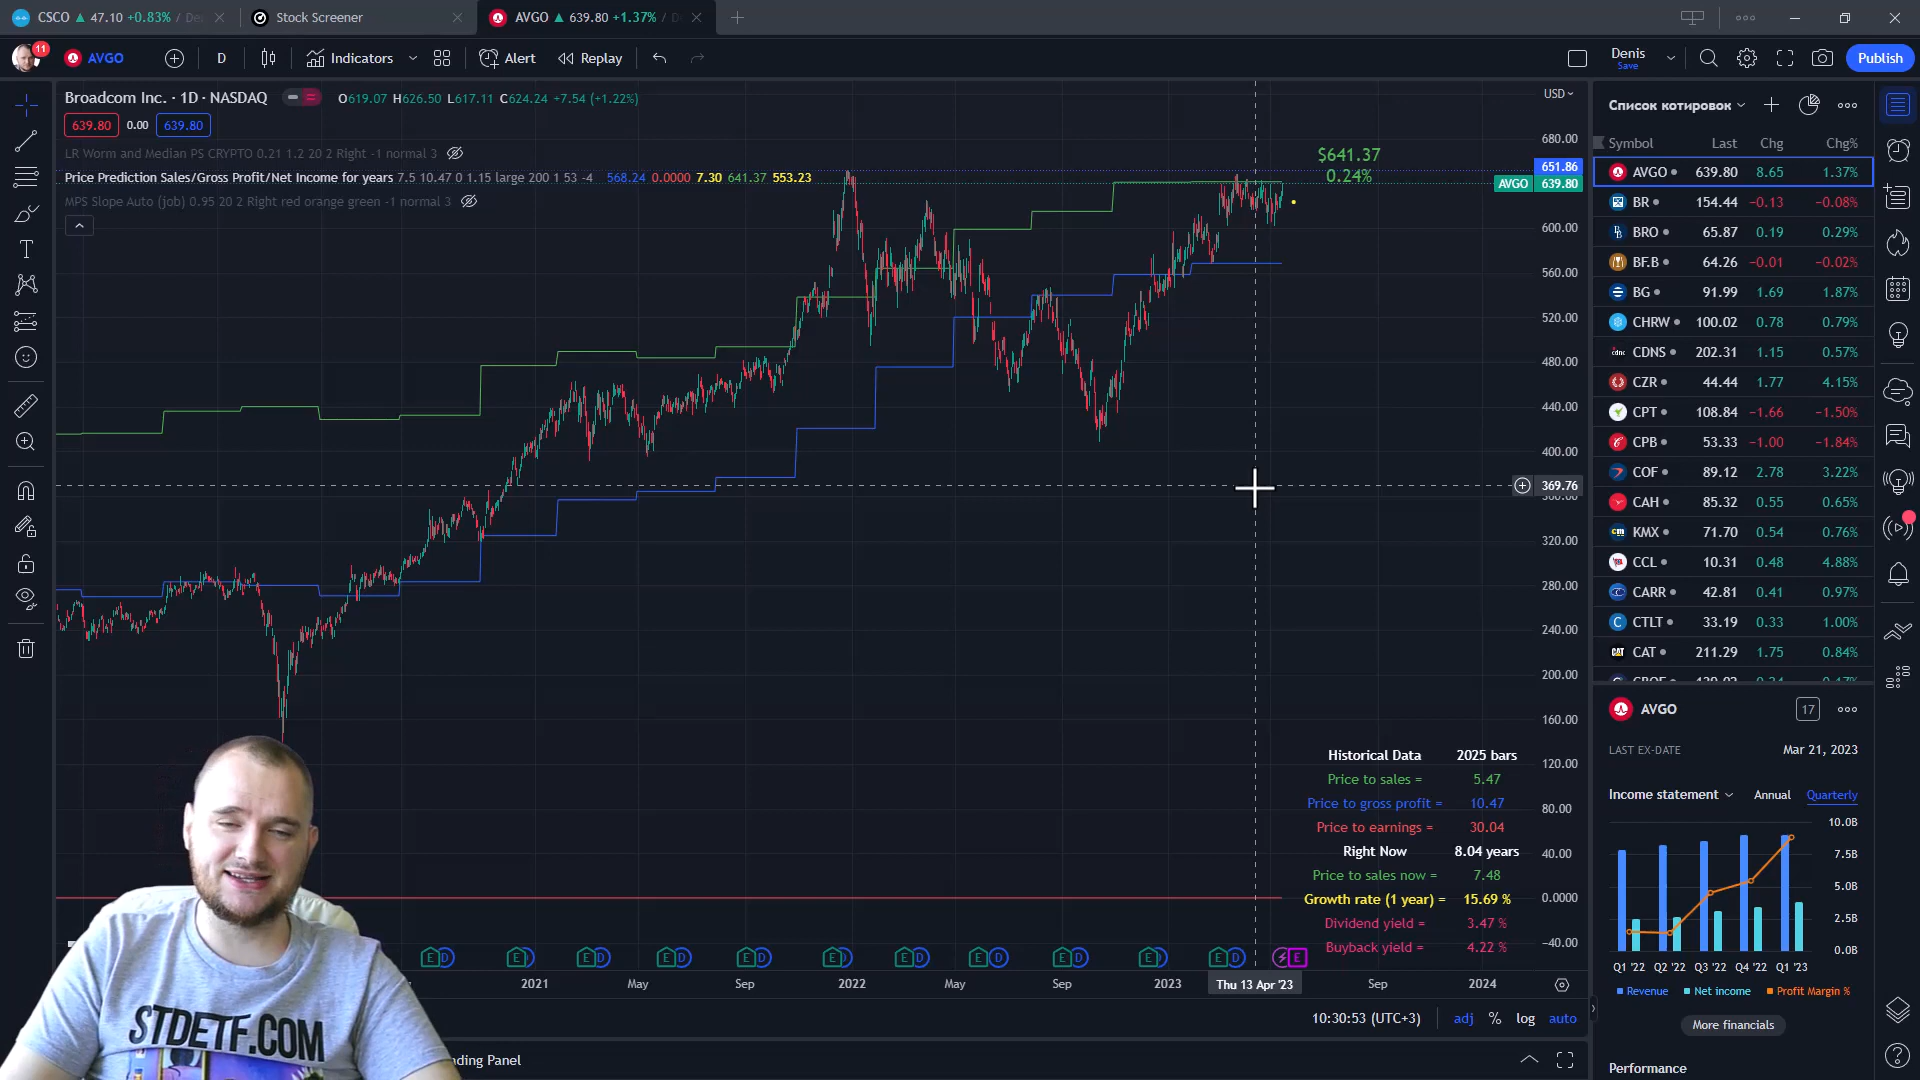 CSCO ▲ 47.10 +0.83% /
Stock Screener
AVGO ▲ 639.80 +1.37% /
11
AVGO
D
Indicators
Alert
Replay
Denis
Save
Publish
Broadcom Inc. · 1D · NASDAQ
O619.07 H626.50 L617.11 C624.24 +7.54 (+1.22%)
639.80 0.00 639.80
LR Worm and Median PS CRYPTO 0.21 1.2 20 2 Right -1 normal 3
Price Prediction Sales/Gross Profit/Net Income for years 7.5 10.47 0 1.15 large 200 1 53 -4 568.24 0.0000 7.30 641.37 553.23
MPS Slope Auto (job) 0.95 20 2 Right red orange green -1 normal 3
$641.37
0.24%
USD
680.00
651.86
AVGO 639.80
600.00
560.00
520.00
480.00
440.00
400.00
369.76
320.00
280.00
240.00
200.00
160.00
120.00
80.00
40.00
0.0000
−40.00
Historical Data 2025 bars
Price to sales = 5.47
Price to gross profit = 10.47
Price to earnings = 30.04
Right Now 8.04 years
Price to sales now = 7.48
Growth rate (1 year) = 15.69 %
Dividend yield = 3.47 %
Buyback yield = 4.22 %
E D E D E D E D E D E D E D E D E D E D E D E
2021 May Sep 2022 May Sep 2023 Thu 13 Apr '23 Sep 2024
10:30:53 (UTC+3) adj % log auto
ding Panel
STDETF.COM
Список котировок
Symbol Last Chg Chg%
AVGO 639.80 8.65 1.37%
BR 154.44 −0.13 −0.08%
BRO 65.87 0.19 0.29%
BF.B 64.26 −0.01 −0.02%
BG 91.99 1.69 1.87%
CHRW 100.02 0.78 0.79%
CDNS 202.31 1.15 0.57%
CZR 44.44 1.77 4.15%
CPT 108.84 −1.66 −1.50%
CPB 53.33 −1.00 −1.84%
COF 89.12 2.78 3.22%
CAH 85.32 0.55 0.65%
KMX 71.70 0.54 0.76%
CCL 10.31 0.48 4.88%
CARR 42.81 0.41 0.97%
CTLT 33.19 0.33 1.00%
CAT 211.29 1.75 0.84%
AVGO 17
LAST EX-DATE Mar 21, 2023
Income statement Annual Quarterly
10.0B
7.5B
5.0B
2.5B
0.0B
Q1 '22 Q2 '22 Q3 '22 Q4 '22 Q1 '23
Revenue Net income Profit Margin %
More financials
Performance